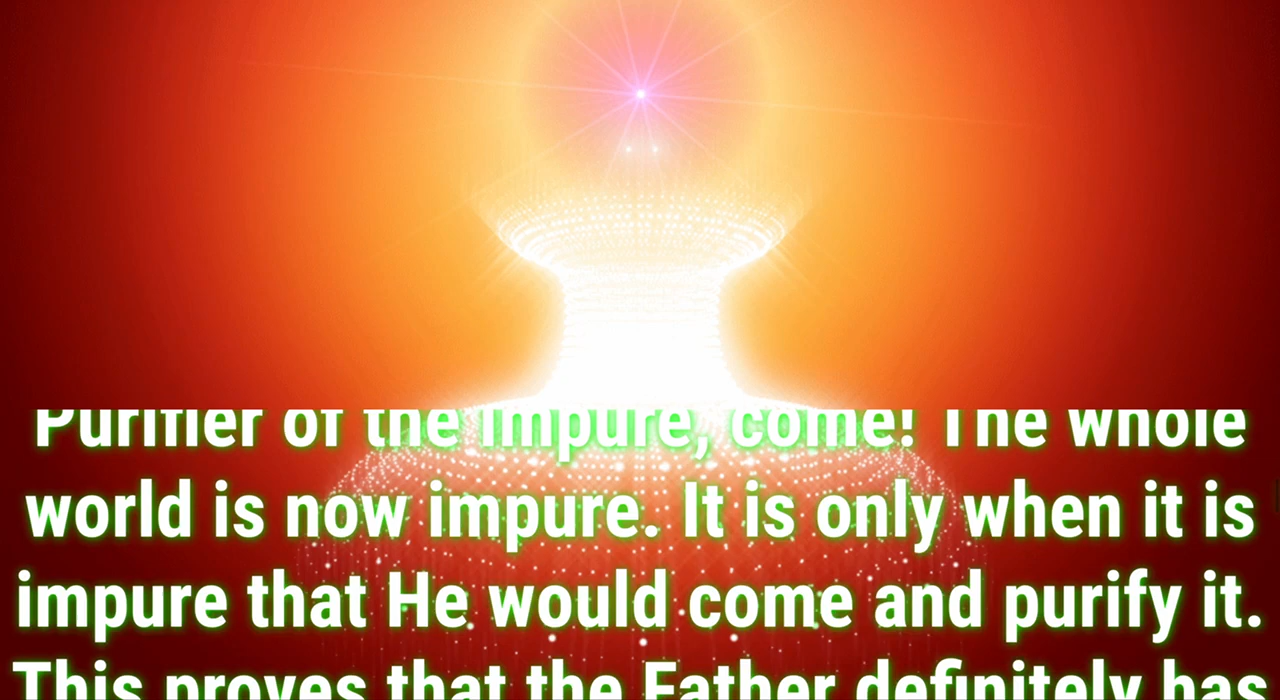 Purifier of the Impure, come! The whole
world is now impure. It is only when it is
impure that He would come and purify it.
This proves that the Father definitely has